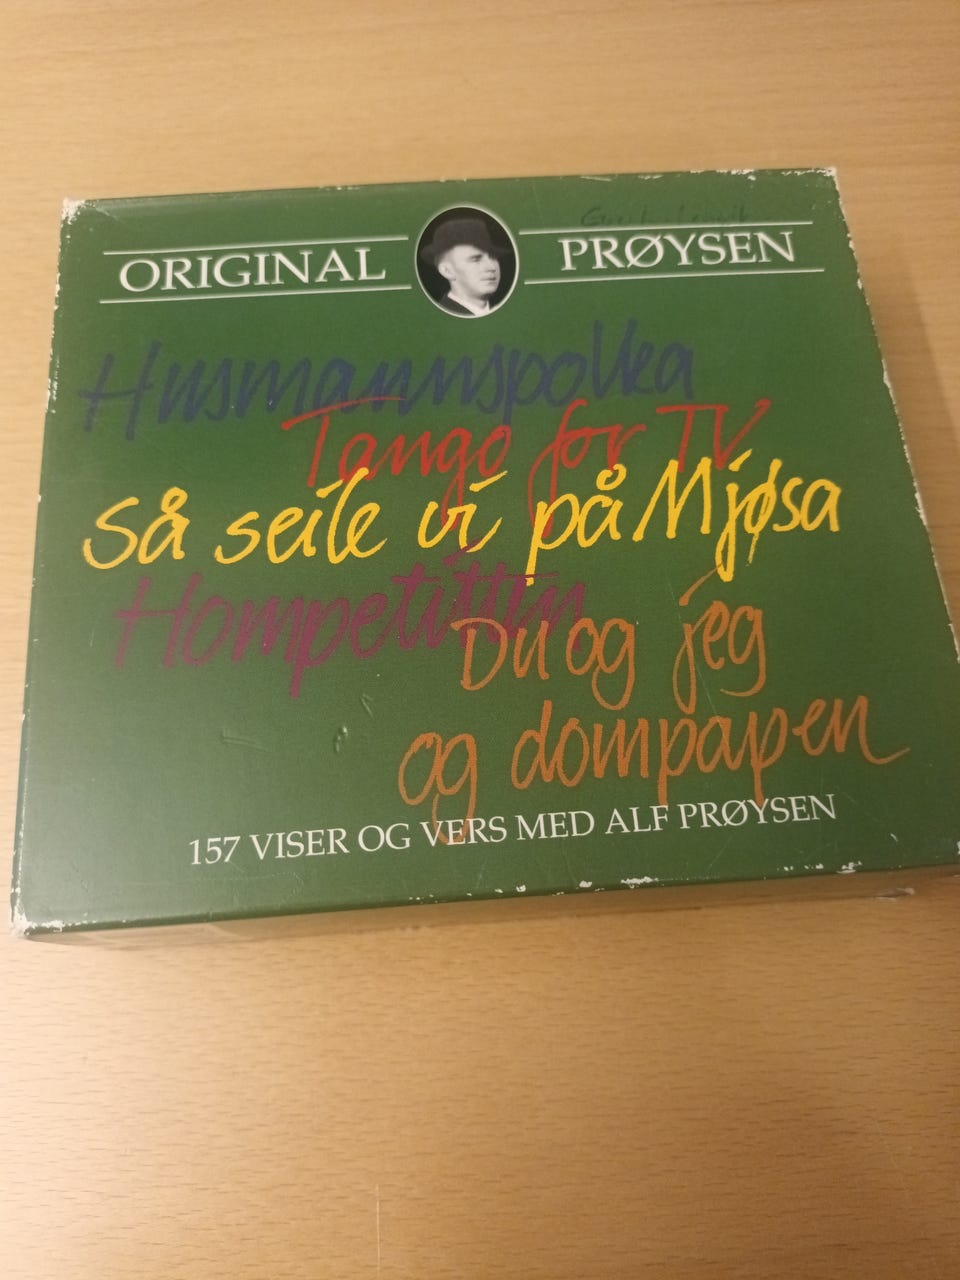 ORIGINAL PRØYSEN
Husmannspolka
Tango for TV
Så seile vi på Mjøsa
Hompetitten
Du og jeg
og dompapen
157 VISER OG VERS MED ALF PRØYSEN